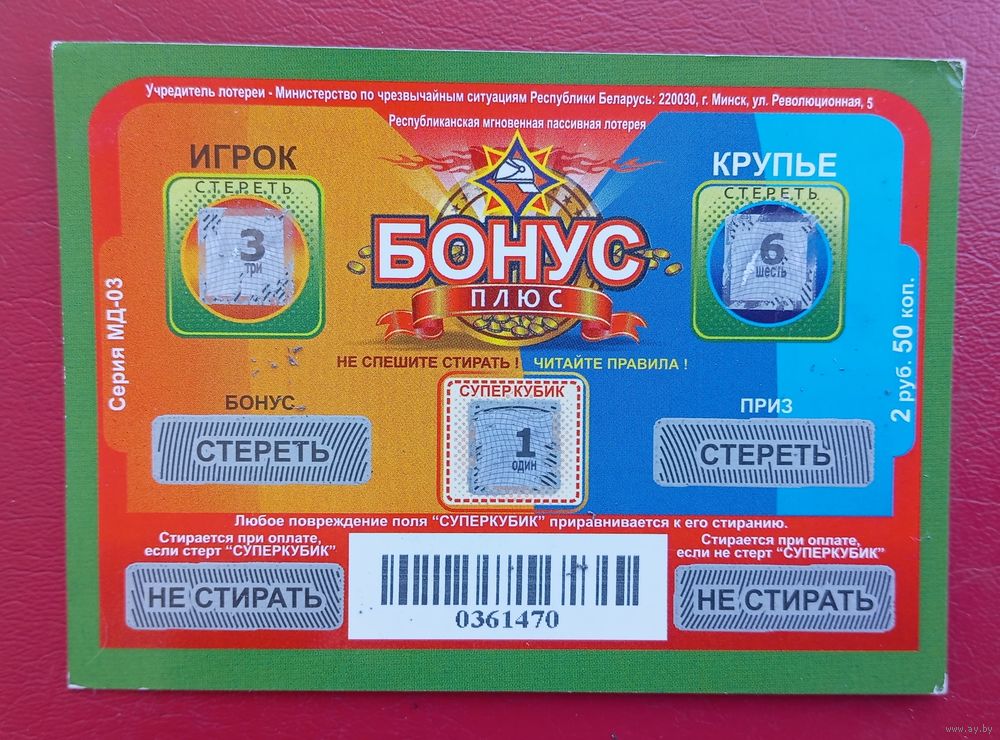 Учредитель лотереи - Министерство по чрезвычайным ситуациям Республики Беларусь: 220030, г. Минск, ул. Революционная, 5
Республиканская мгновенная пассивная лотерея
ИГРОК
СТЕРЕТЬ
3
три
БОНУС
ПЛЮС
КРУПЬЕ
СТЕРЕТЬ
6
шесть
Серия МД-03
2 руб. 50 коп.
НЕ СПЕШИТЕ СТИРАТЬ ! ЧИТАЙТЕ ПРАВИЛА !
БОНУС
СТЕРЕТЬ
СУПЕРКУБИК
1
один
ПРИЗ
СТЕРЕТЬ
Любое повреждение поля “СУПЕРКУБИК” приравнивается к его стиранию.
Стирается при оплате,
если стерт “СУПЕРКУБИК”
НЕ СТИРАТЬ
0361470
Стирается при оплате,
если не стерт “СУПЕРКУБИК”
НЕ СТИРАТЬ
www.ay.by